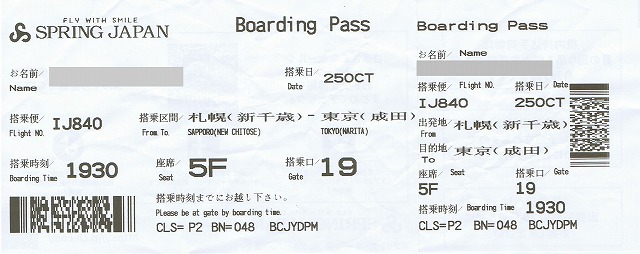 FLY WITH SMILE
SPRING JAPAN
Boarding Pass
お名前/
Name
搭乗日/
Date
25OCT
搭乗便/
Flight NO.
IJ840
搭乗区間/
From To.
札幌(新千歳) - 東京(成田)
SAPPORO(NEW CHITOSE)
TOKYO(NARITA)
搭乗時刻/
Boarding Time
1930
座席/
Seat
5F
搭乗口/
Gate
19
搭乗時刻までにお越し下さい。
Please be at gate by boarding time.
CLS= P2 BN= 048 BCJYDPM
Boarding Pass
お名前/
Name
搭乗便/
Flight NO.
搭乗日/
Date
IJ840
25OCT
出発地/
From
札幌(新千歳)
目的地/
To
東京(成田)
座席/
Seat
搭乗口/
Gate
5F
19
搭乗時刻/
Boarding Time
1930
CLS= P2 BN=048 BCJYDPM